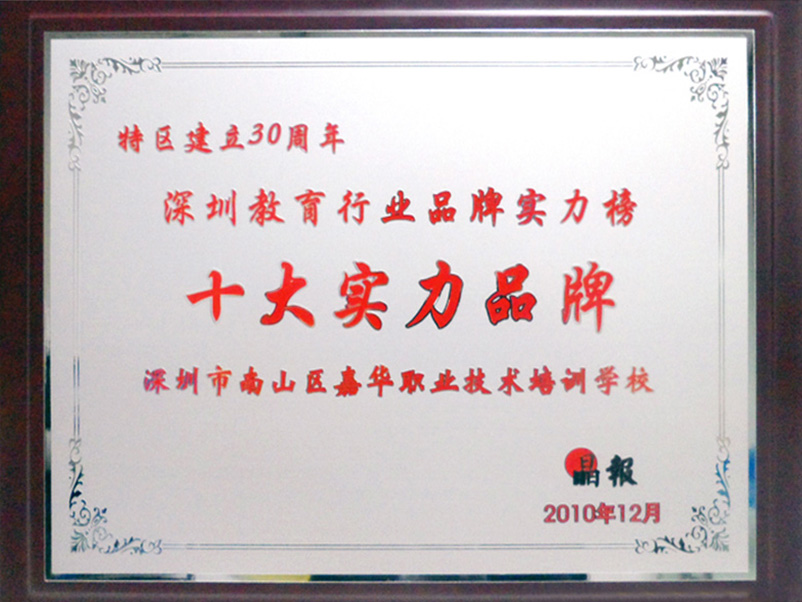 特区建立30周年
深圳教育行业品牌实力榜
十大实力品牌
深圳市南山区嘉华职业技术培训学校
晶報
2010年12月